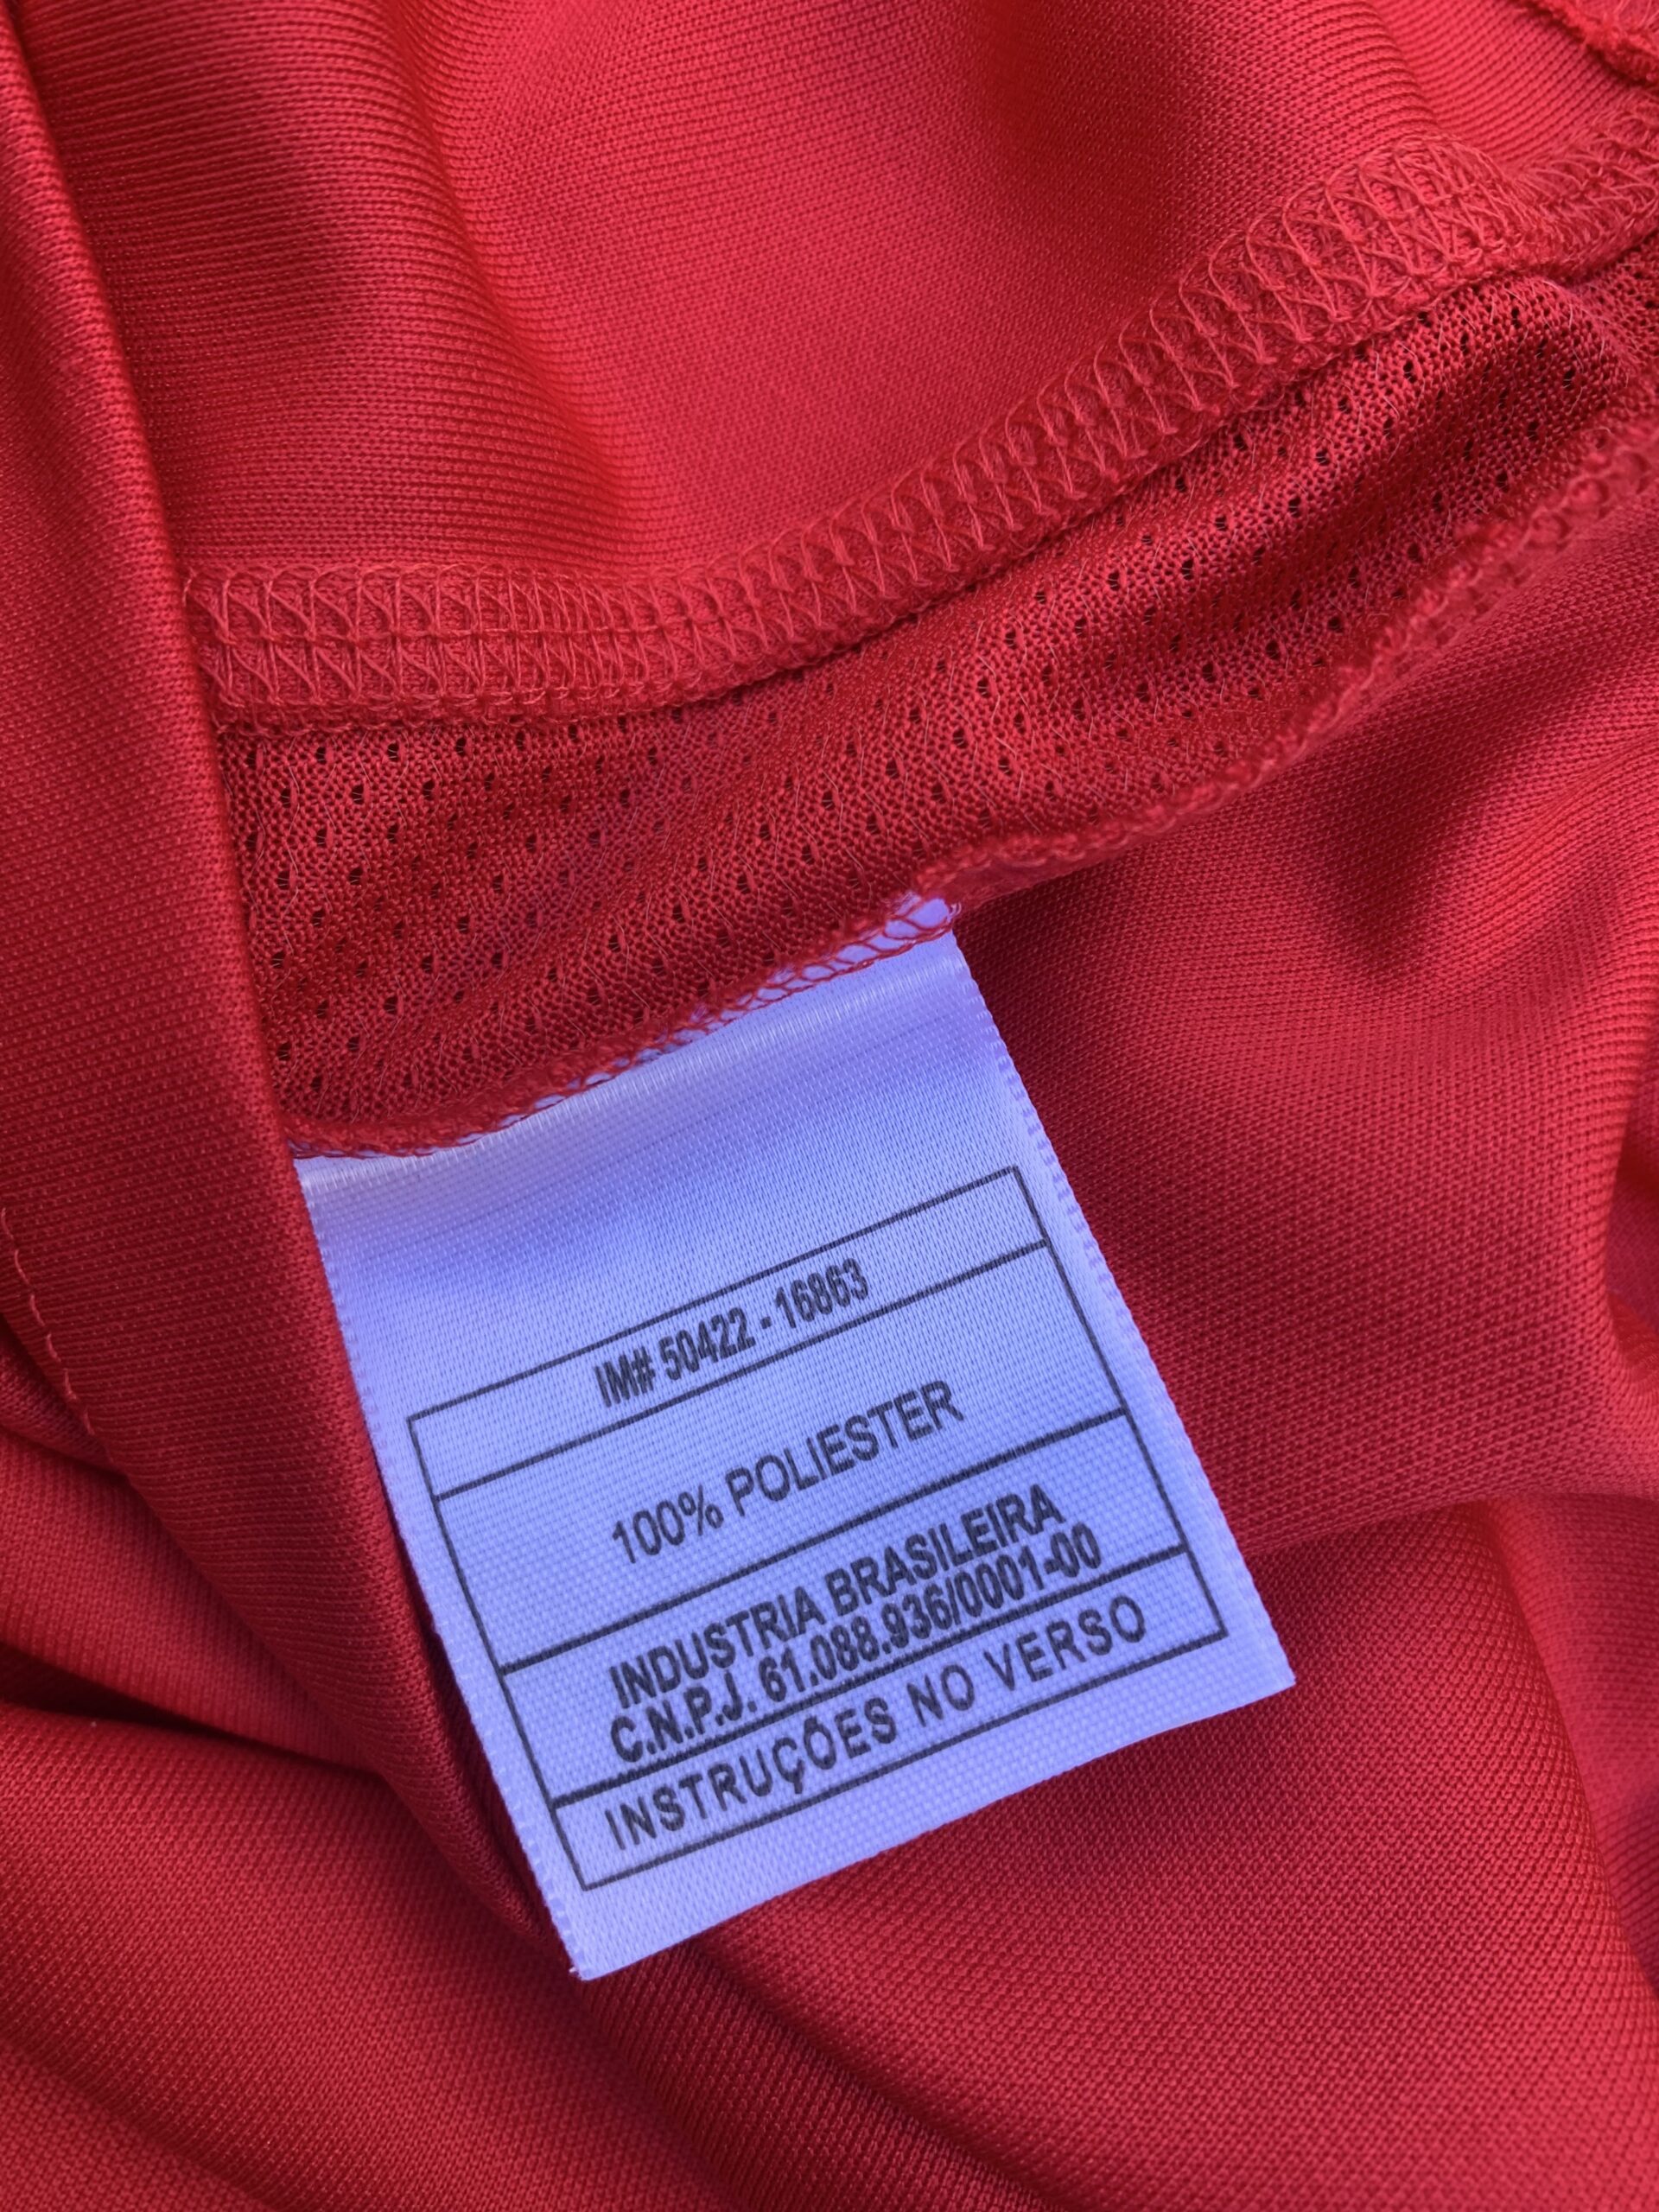 IM# 50422 - 16863
100% POLIESTER
INDUSTRIA BRASILEIRA
C.N.P.J. 61.088.936/0001-00
INSTRUÇÕES NO VERSO